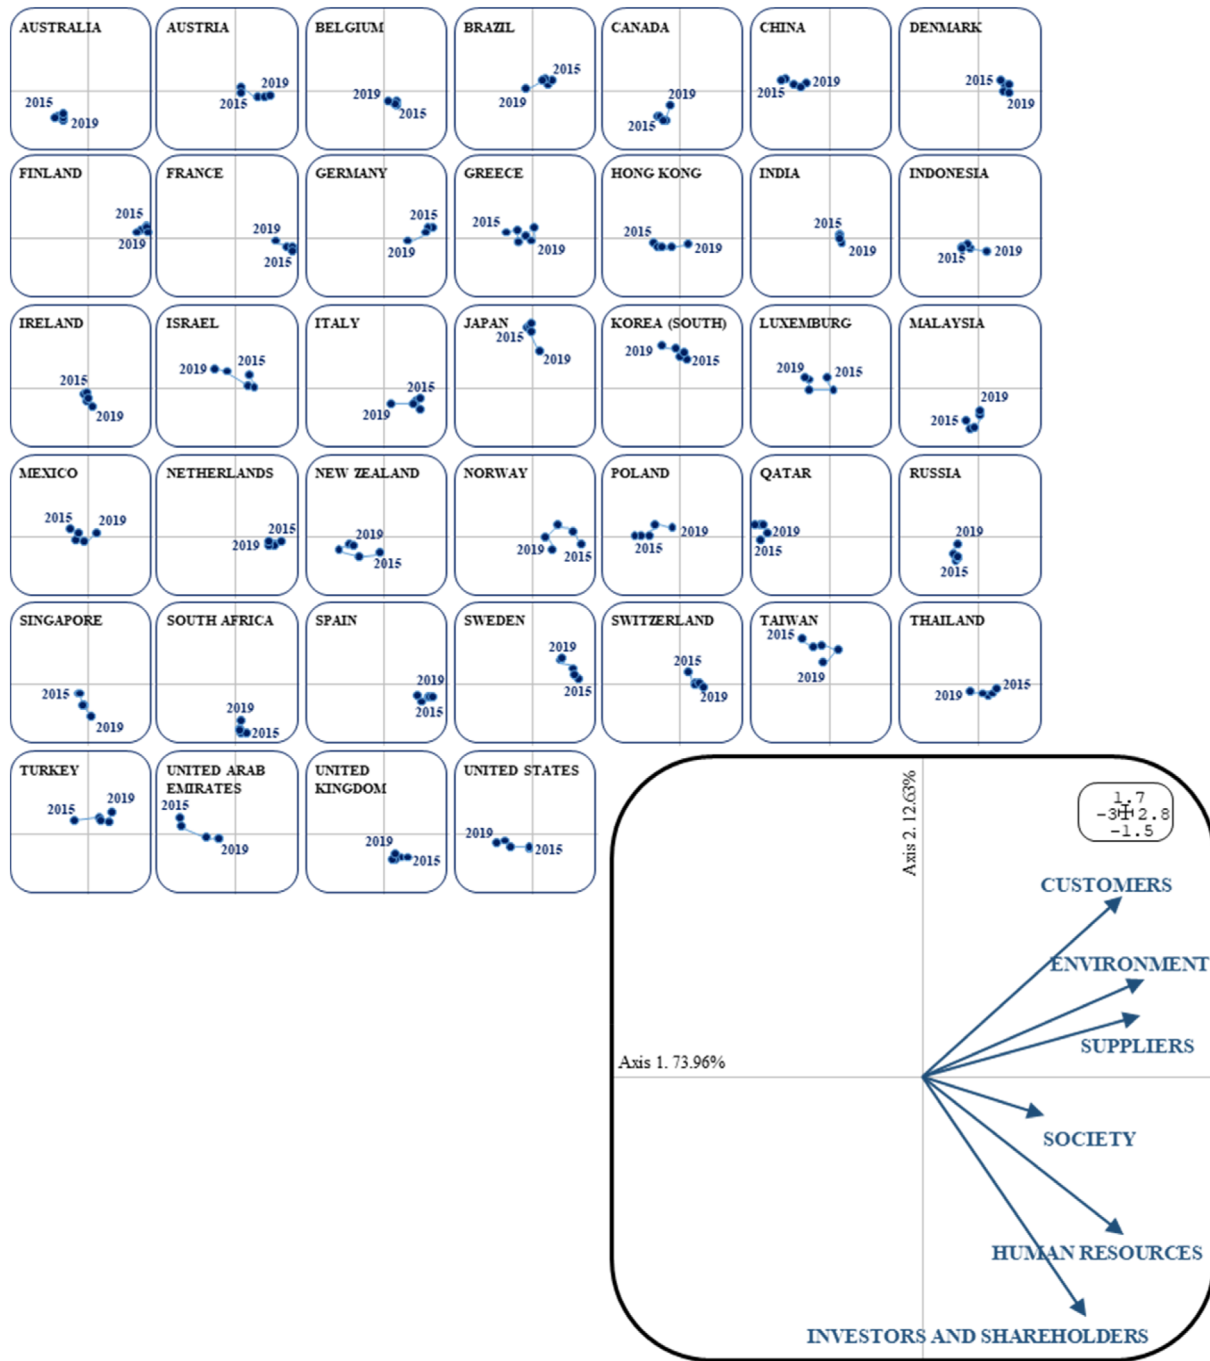 AUSTRALIA
2015
2019
AUSTRIA
2019
2015
BELGIUM
2019
2015
BRAZIL
2015
2019
CANADA
2019
2015
CHINA
2015
2019
DENMARK
2015
2019
FINLAND
2015
2019
FRANCE
2019
2015
GERMANY
2015
2019
GREECE
2015
2019
HONG KONG
2015
2019
INDIA
2015
2019
INDONESIA
2015
2019
IRELAND
2015
2019
ISRAEL
2019
2015
ITALY
2015
2019
JAPAN
2015
2019
KOREA (SOUTH)
2019
2015
LUXEMBURG
2019
2015
MALAYSIA
2019
2015
MEXICO
2015
2019
NETHERLANDS
2015
2019
NEW ZEALAND
2019
2015
NORWAY
2019
2015
POLAND
2019
2015
QATAR
2019
2015
RUSSIA
2019
2015
SINGAPORE
2015
2019
SOUTH AFRICA
2019
2015
SPAIN
2019
2015
SWEDEN
2019
2015
SWITZERLAND
2015
2019
TAIWAN
2015
2019
THAILAND
2019
2015
TURKEY
2015
2019
UNITED ARAB
EMIRATES
2015
2019
UNITED
KINGDOM
2019
2015
UNITED STATES
2019
2015
Axis 2. 12.63%
1.7
-3
2.8
-1.5
CUSTOMERS
ENVIRONMENT
SUPPLIERS
Axis 1. 73.96%
SOCIETY
HUMAN RESOURCES
INVESTORS AND SHAREHOLDERS